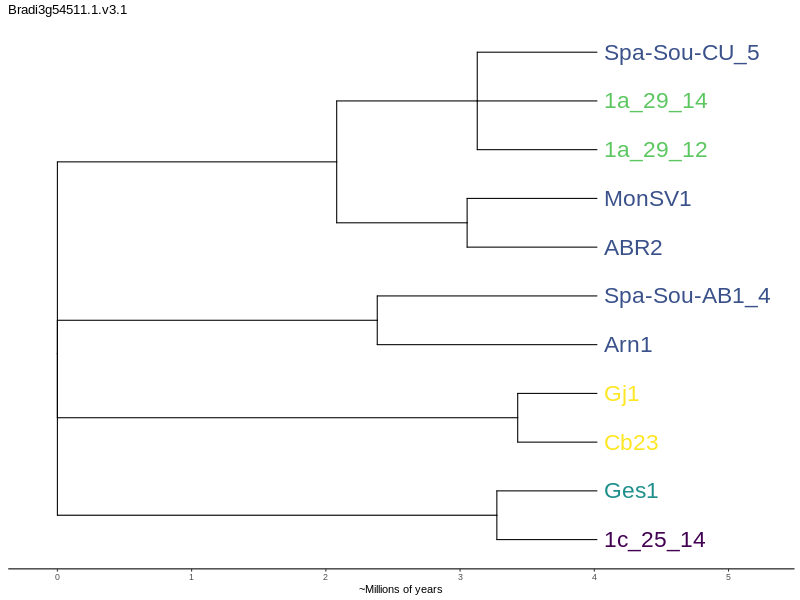 Bradi3g54511.1.v3.1
Spa-Sou-CU_5
1a_29_14
1a_29_12
MonSV1
ABR2
Spa-Sou-AB1_4
Arn1
Gj1
Cb23
Ges1
1c_25_14
0 1 2 3 4 5
~Millions of years